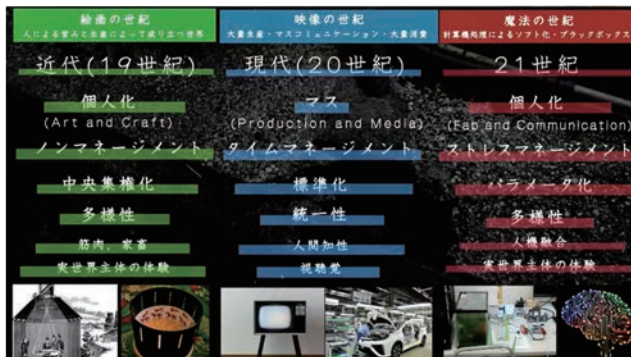 絵画の世紀
人による営みと生産によって成り立つ世界
近代(19世紀)
個人化
(Art and Craft)
ノンマネージメント
中央集権化
多様性
筋肉, 家畜
実世界主体の体験
映像の世紀
大量生産・マスコミュニケーション・大量消費
現代(20世紀)
マス
(Production and Media)
タイムマネージメント
標準化
統一性
人間知性
視聴覚
魔法の世紀
計算機処理によるソフト化・ブラックボックス
21世紀
個人化
(Fab and Communication)
ストレスマネージメント
パラメータ化
多様性
人機融合
実世界主体の体験